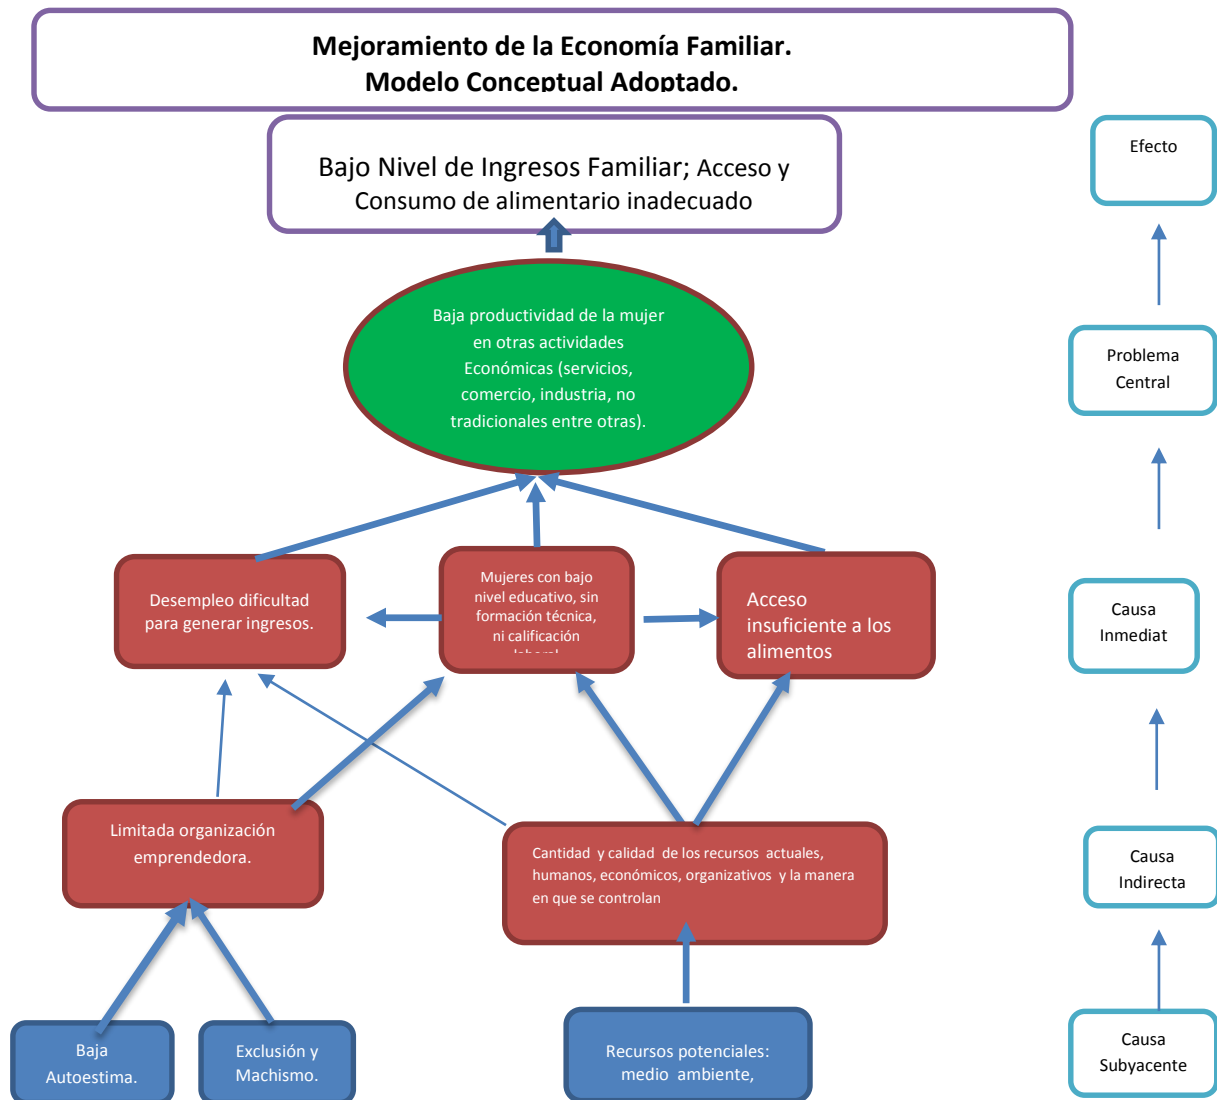 Mejoramiento de la Economía Familiar.
Modelo Conceptual Adoptado.
Bajo Nivel de Ingresos Familiar; Acceso y
Consumo de alimentario inadecuado
Efecto
Baja productividad de la mujer
en otras actividades
Económicas (servicios,
comercio, industria, no
tradicionales entre otras).
Problema
Central
Desempleo dificultad
para generar ingresos.
Mujeres con bajo
nivel educativo, sin
formación técnica,
ni calificación
laboral
Acceso
insuficiente a los
alimentos
Causa
Inmediat
Limitada organización
emprendedora.
Cantidad y calidad de los recursos actuales,
humanos, económicos, organizativos y la manera
en que se controlan
Causa
Indirecta
Baja
Autoestima.
Exclusión y
Machismo.
Recursos potenciales:
medio ambiente,
Causa
Subyacente